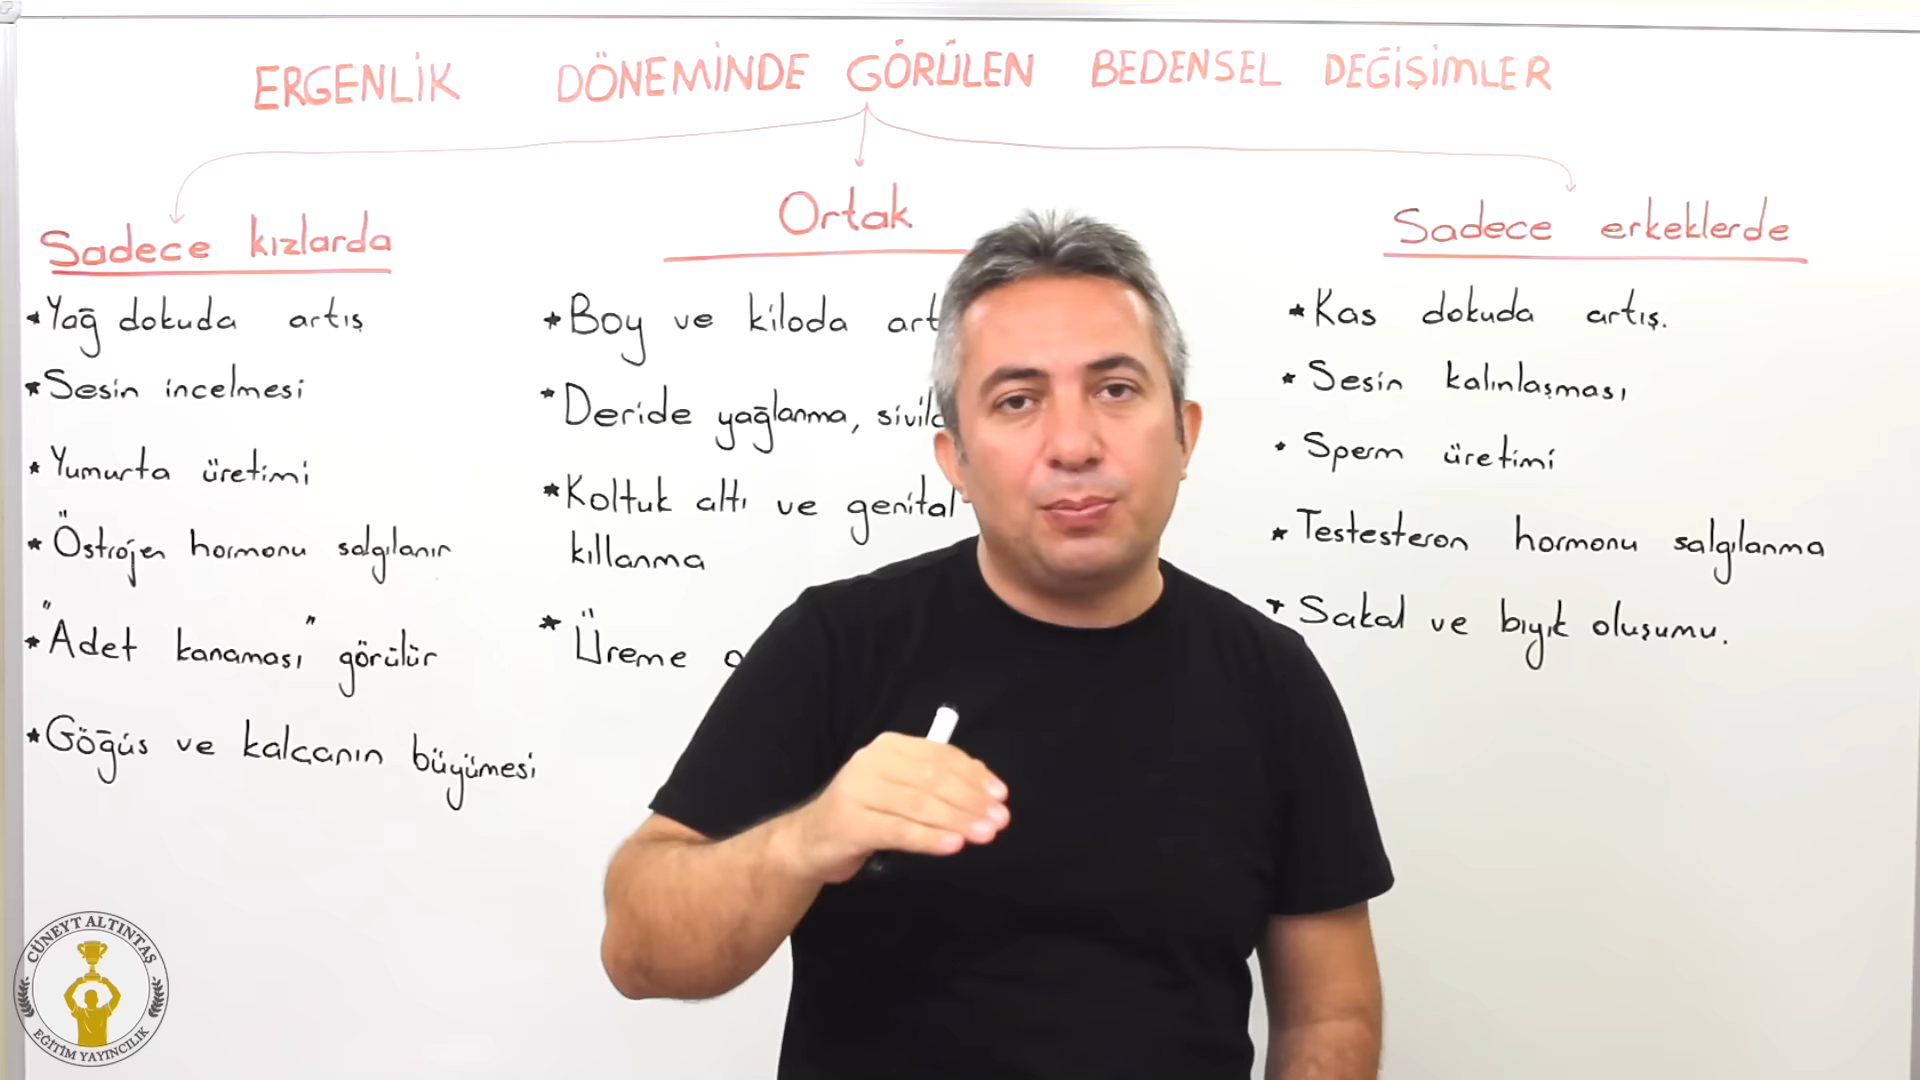 ERGENLİK DÖNEMİNDE GÖRÜLEN BEDENSEL DEĞİŞİMLER
Sadece kızlarda
*Yağ dokuda artış
*Sesin incelmesi
*Yumurta üretimi
*Östrojen hormonu salgılanır
*"Adet kanaması" görülür
*Göğüs ve kalçanın büyümesi
Ortak
*Boy ve kiloda
*Deride yağlanma,
*Koltuk altı ve genital
kıllanma
*Üreme
Sadece erkeklerde
*Kas dokuda artış.
*Sesin kalınlaşması
*Sperm üretimi
*Testesteron hormonu salgılanma
*Sakal ve bıyık oluşumu.
CÜNEYT ALTINTAŞ
EĞİTİM YAYINCILIK